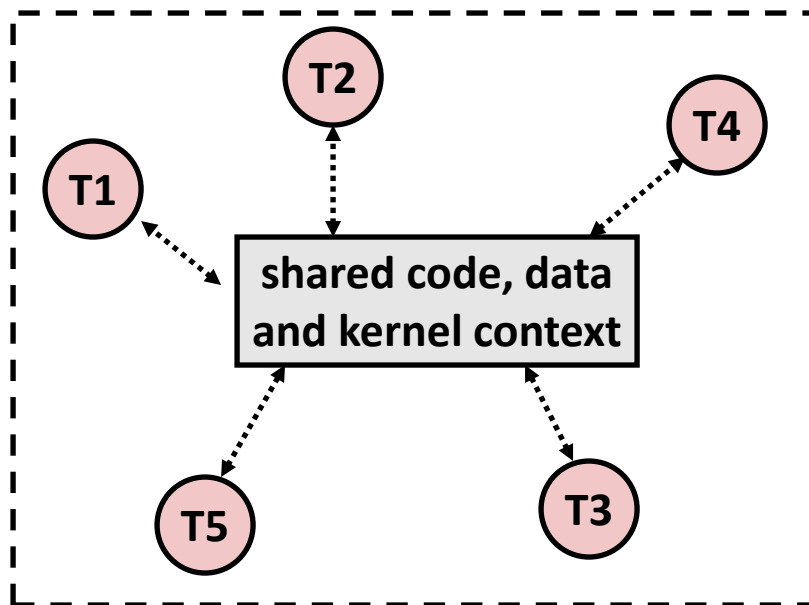 T2
T4
T1
shared code, data
and kernel context
T5
T3